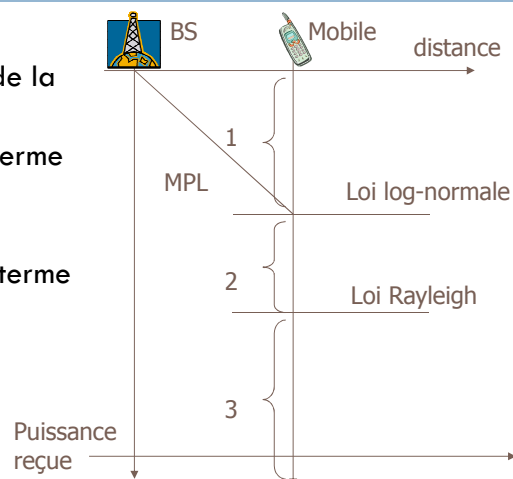 BS
Mobile
distance
de la
1
erme
MPL
Loi log-normale
terme
2
Loi Rayleigh
3
Puissance
reçue